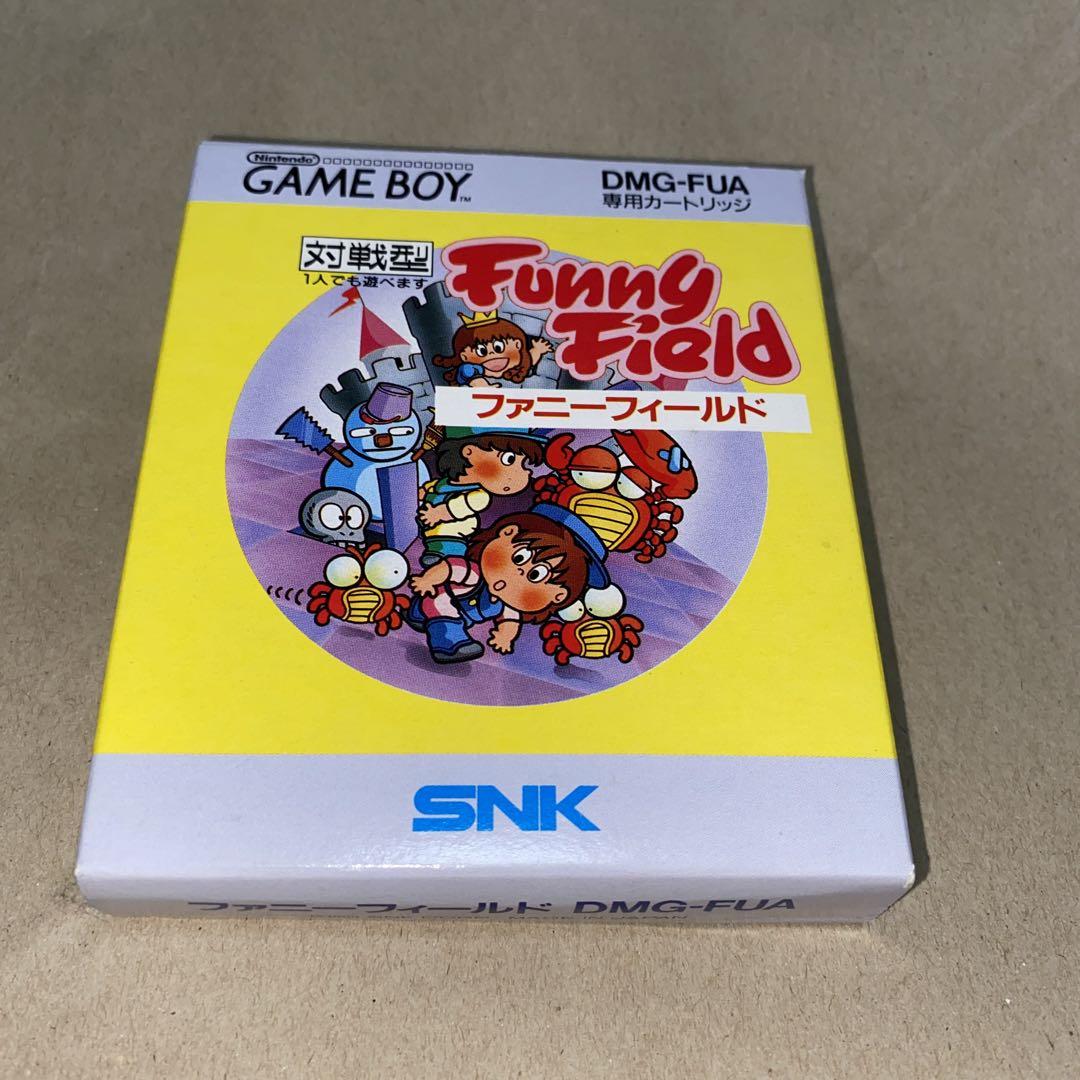 Nintendo
GAME BOY™
DMG-FUA
専用カートリッジ
対戦型
1人でも遊べます
Funny
Field
ファニーフィールド
SNK
ファニーフィールド DMG-FUA